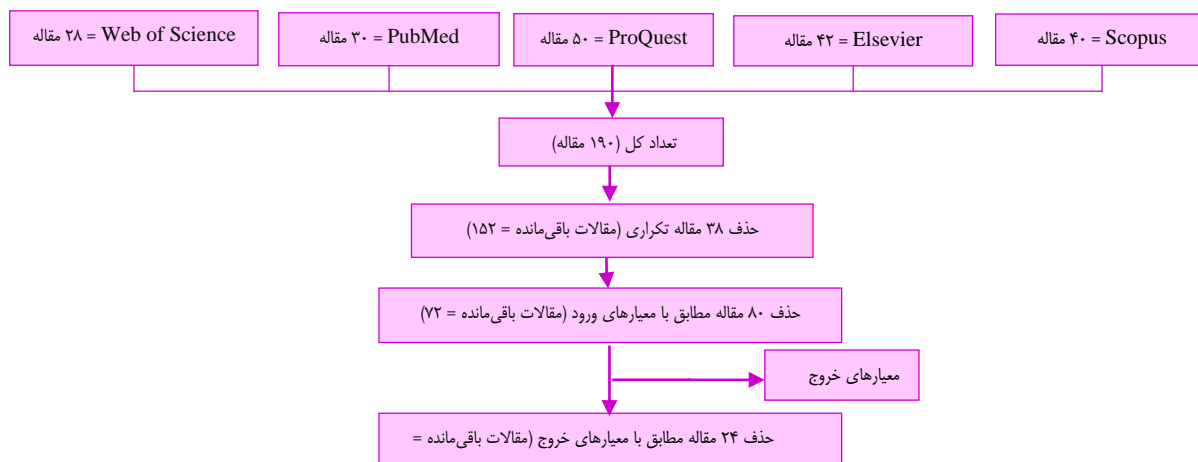 Web of Science = ۲۸ مقاله
PubMed = ۳۰ مقاله
ProQuest = ۵۰ مقاله
Elsevier = ۴۲ مقاله
Scopus = ۴۰ مقاله
تعداد کل (۱۹۰ مقاله)
حذف ۳۸ مقاله تکراری (مقالات باقی‌مانده = ۱۵۲)
حذف ۸۰ مقاله مطابق با معیارهای ورود (مقالات باقی‌مانده = ۷۲)
معیارهای خروج
حذف ۲۴ مقاله مطابق با معیارهای خروج (مقالات باقی‌مانده =